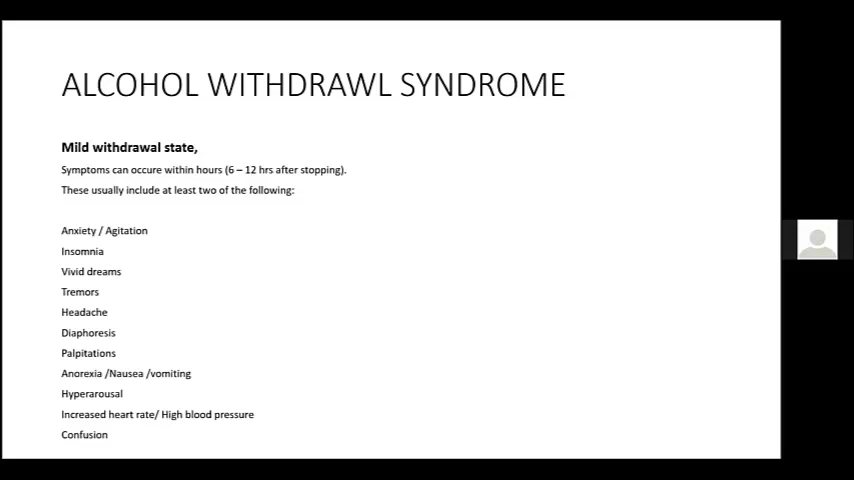 ALCOHOL WITHDRAWL SYNDROME
Mild withdrawal state,
Symptoms can occure within hours (6 – 12 hrs after stopping).
These usually include at least two of the following:
Anxiety / Agitation
Insomnia
Vivid dreams
Tremors
Headache
Diaphoresis
Palpitations
Anorexia /Nausea /vomiting
Hyperarousal
Increased heart rate/ High blood pressure
Confusion